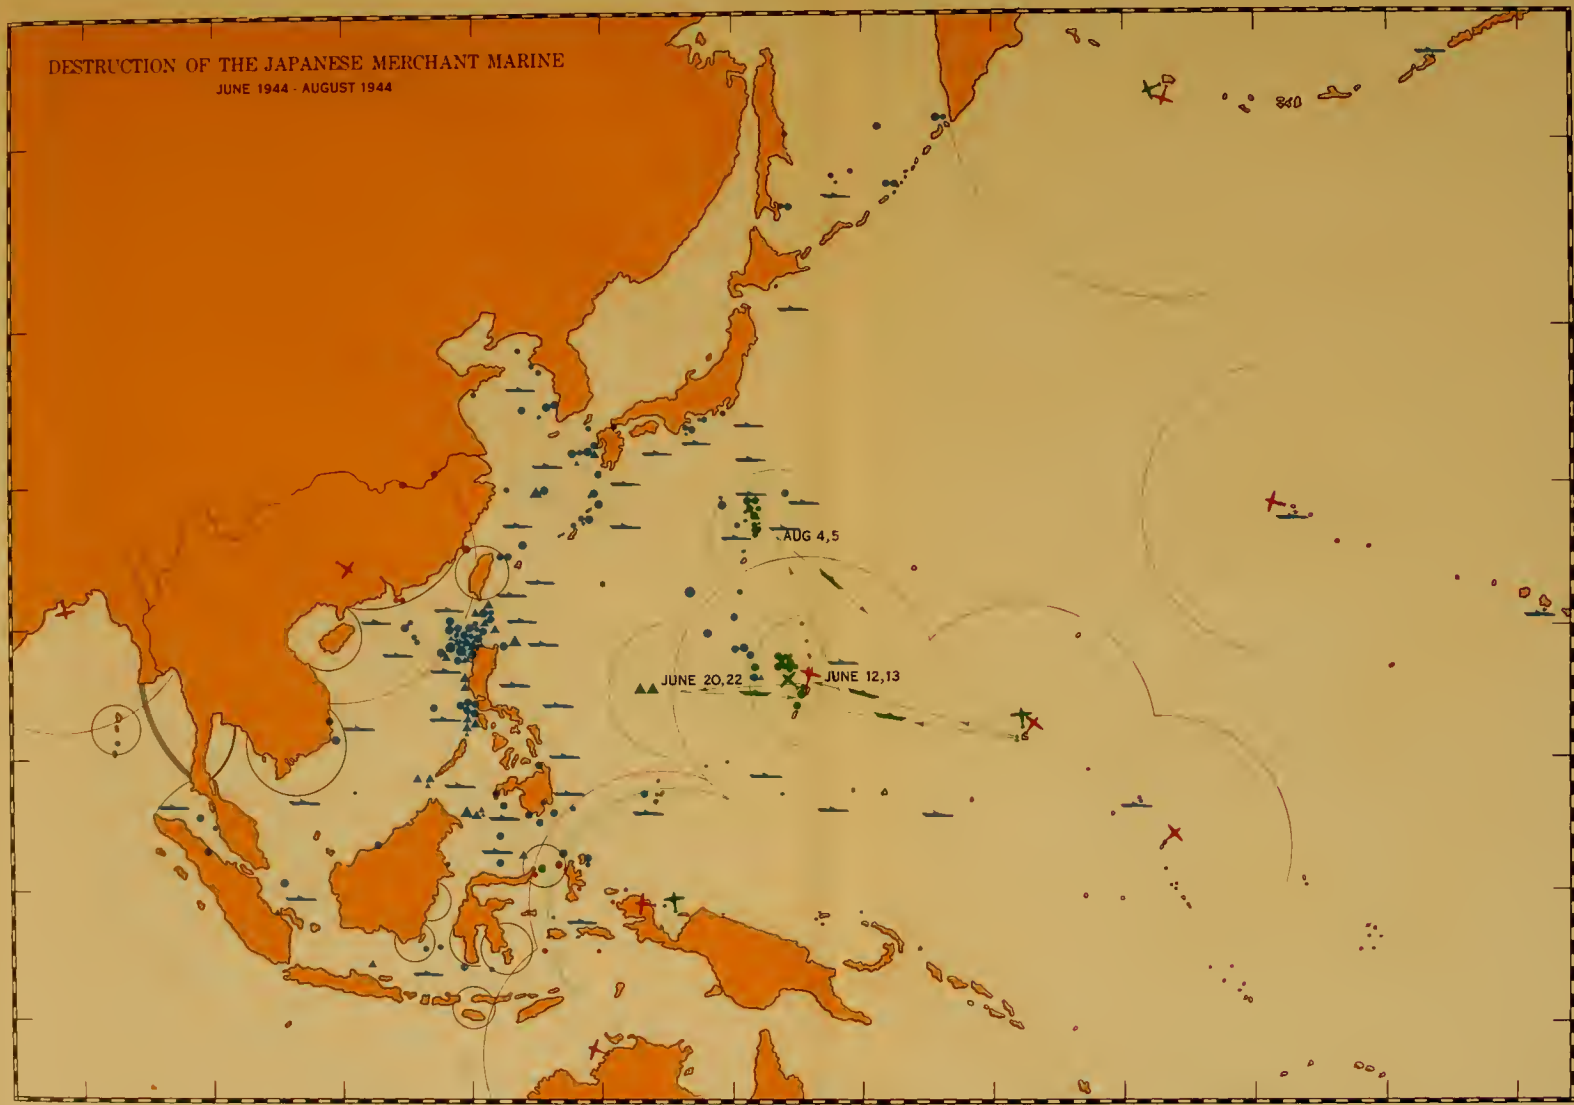 DESTRUCTION OF THE JAPANESE MERCHANT MARINE
JUNE 1944 - AUGUST 1944
AUG 4,5
JUNE 20,22
JUNE 12,13